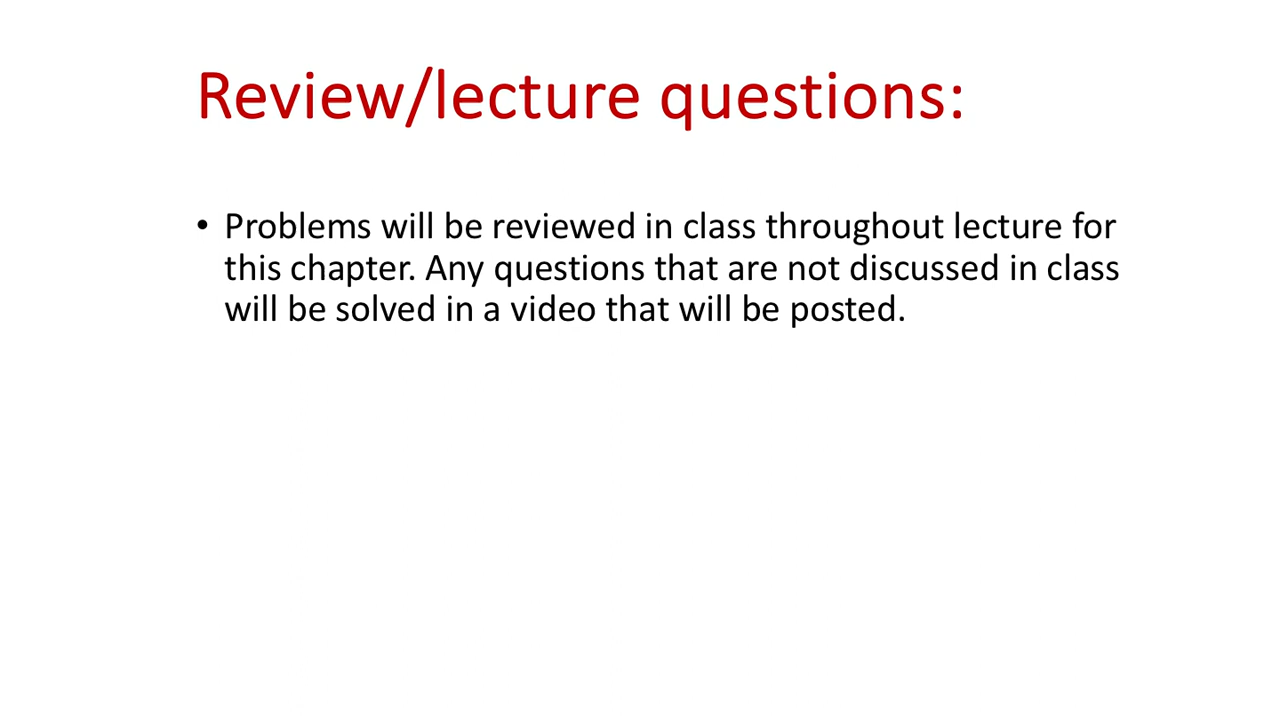 Review/lecture questions:
• Problems will be reviewed in class throughout lecture for
this chapter. Any questions that are not discussed in class
will be solved in a video that will be posted.